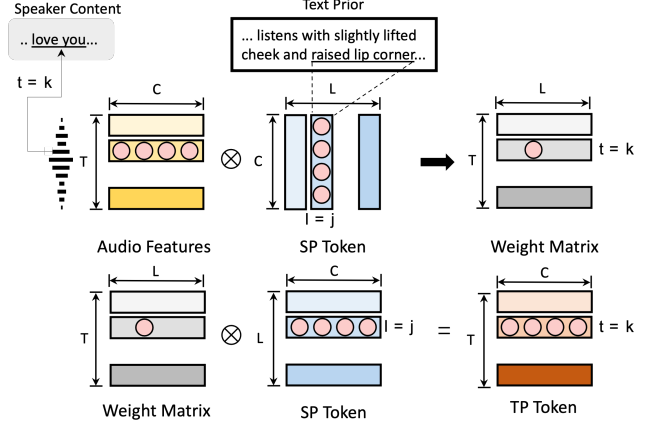 Speaker Content
.. love you...
Text Prior
... listens with slightly lifted
cheek and raised lip corner...
t = k
C
T
Audio Features
⊗
L
C
l = j
SP Token
L
T
t = k
Weight Matrix
L
T
Weight Matrix
⊗
C
L
l = j
SP Token
=
C
T
t = k
TP Token